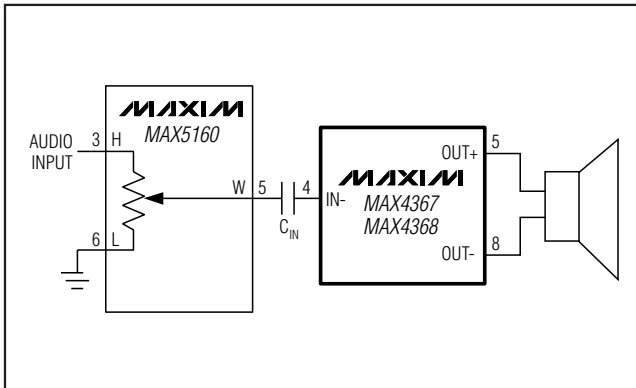 MAXIM
MAX5160
AUDIO
INPUT
3 H
W 5
6 L
C_IN
4 IN-
MAXIM
MAX4367
MAX4368
OUT+ 5
OUT- 8